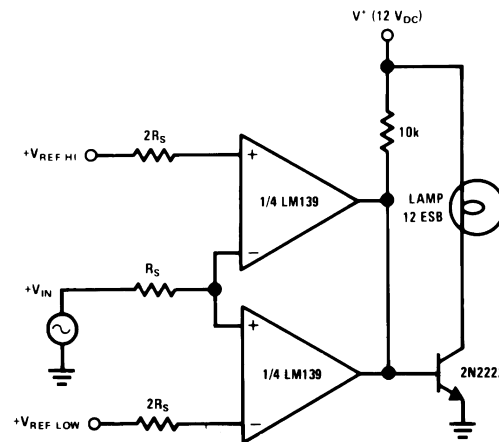 V+ (12 VDC)
2RS
+VREF HI
10k
1/4 LM139
LAMP
12 ESB
RS
+VIN
1/4 LM139
2RS
+VREF LOW